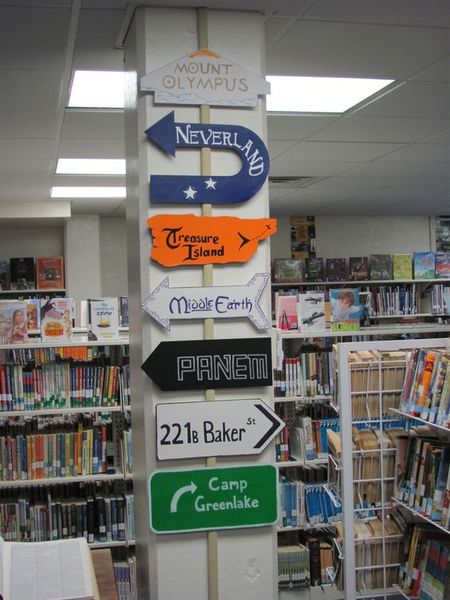 MOUNT
OLYMPUS
NEVERLAND
Treasure
Island
Middle Earth
PANEM
221B Baker St
Camp
Greenlake